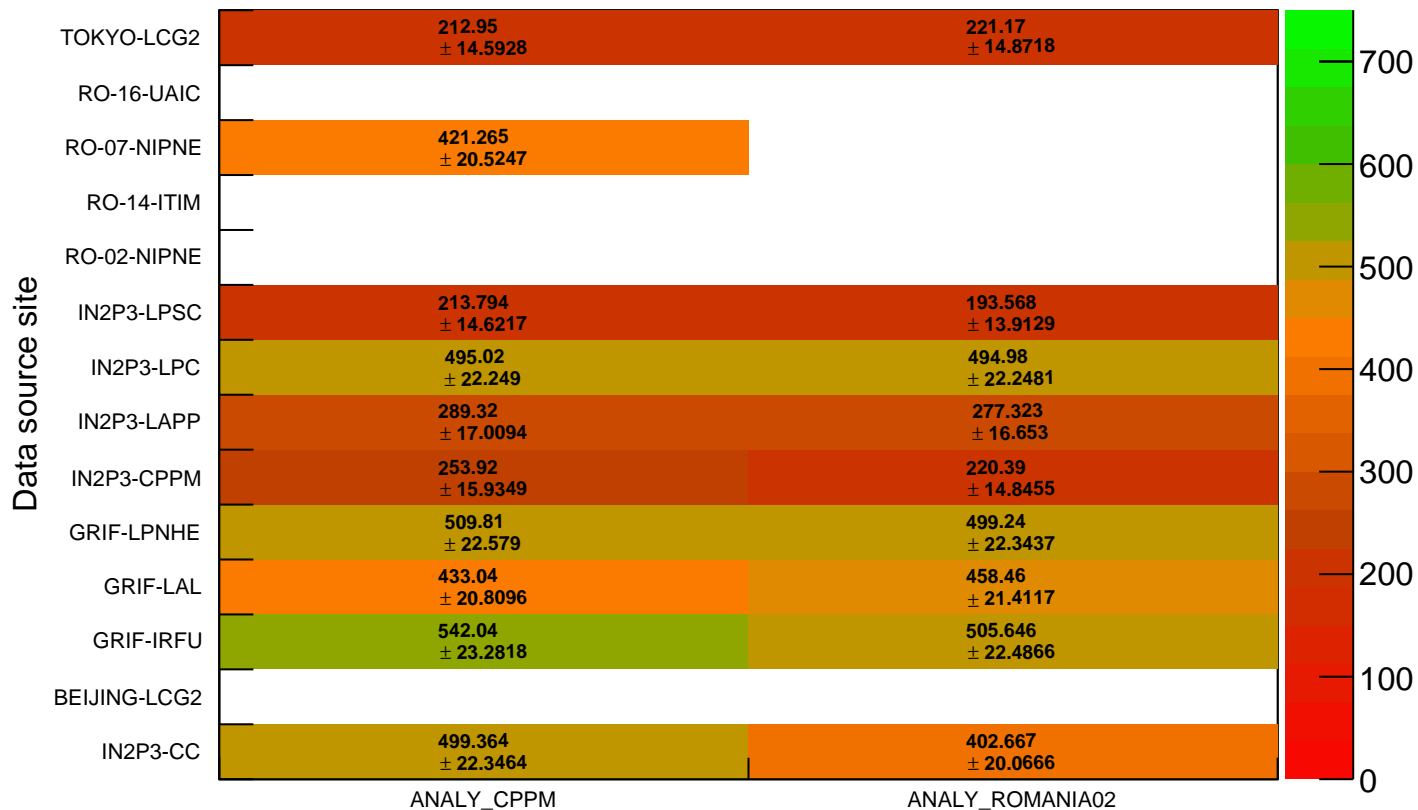 TOKYO-LCG2
212.95
± 14.5928
221.17
± 14.8718
RO-16-UAIC
RO-07-NIPNE
421.265
± 20.5247
RO-14-ITIM
RO-02-NIPNE
IN2P3-LPSC
213.794
± 14.6217
193.568
± 13.9129
IN2P3-LPC
495.02
± 22.249
494.98
± 22.2481
IN2P3-LAPP
289.32
± 17.0094
277.323
± 16.653
IN2P3-CPPM
253.92
± 15.9349
220.39
± 14.8455
GRIF-LPNHE
509.81
± 22.579
499.24
± 22.3437
GRIF-LAL
433.04
± 20.8096
458.46
± 21.4117
GRIF-IRFU
542.04
± 23.2818
505.646
± 22.4866
BEIJING-LCG2
IN2P3-CC
499.364
± 22.3464
402.667
± 20.0666
ANALY_CPPM
ANALY_ROMANIA02
Data source site
700
600
500
400
300
200
100
0